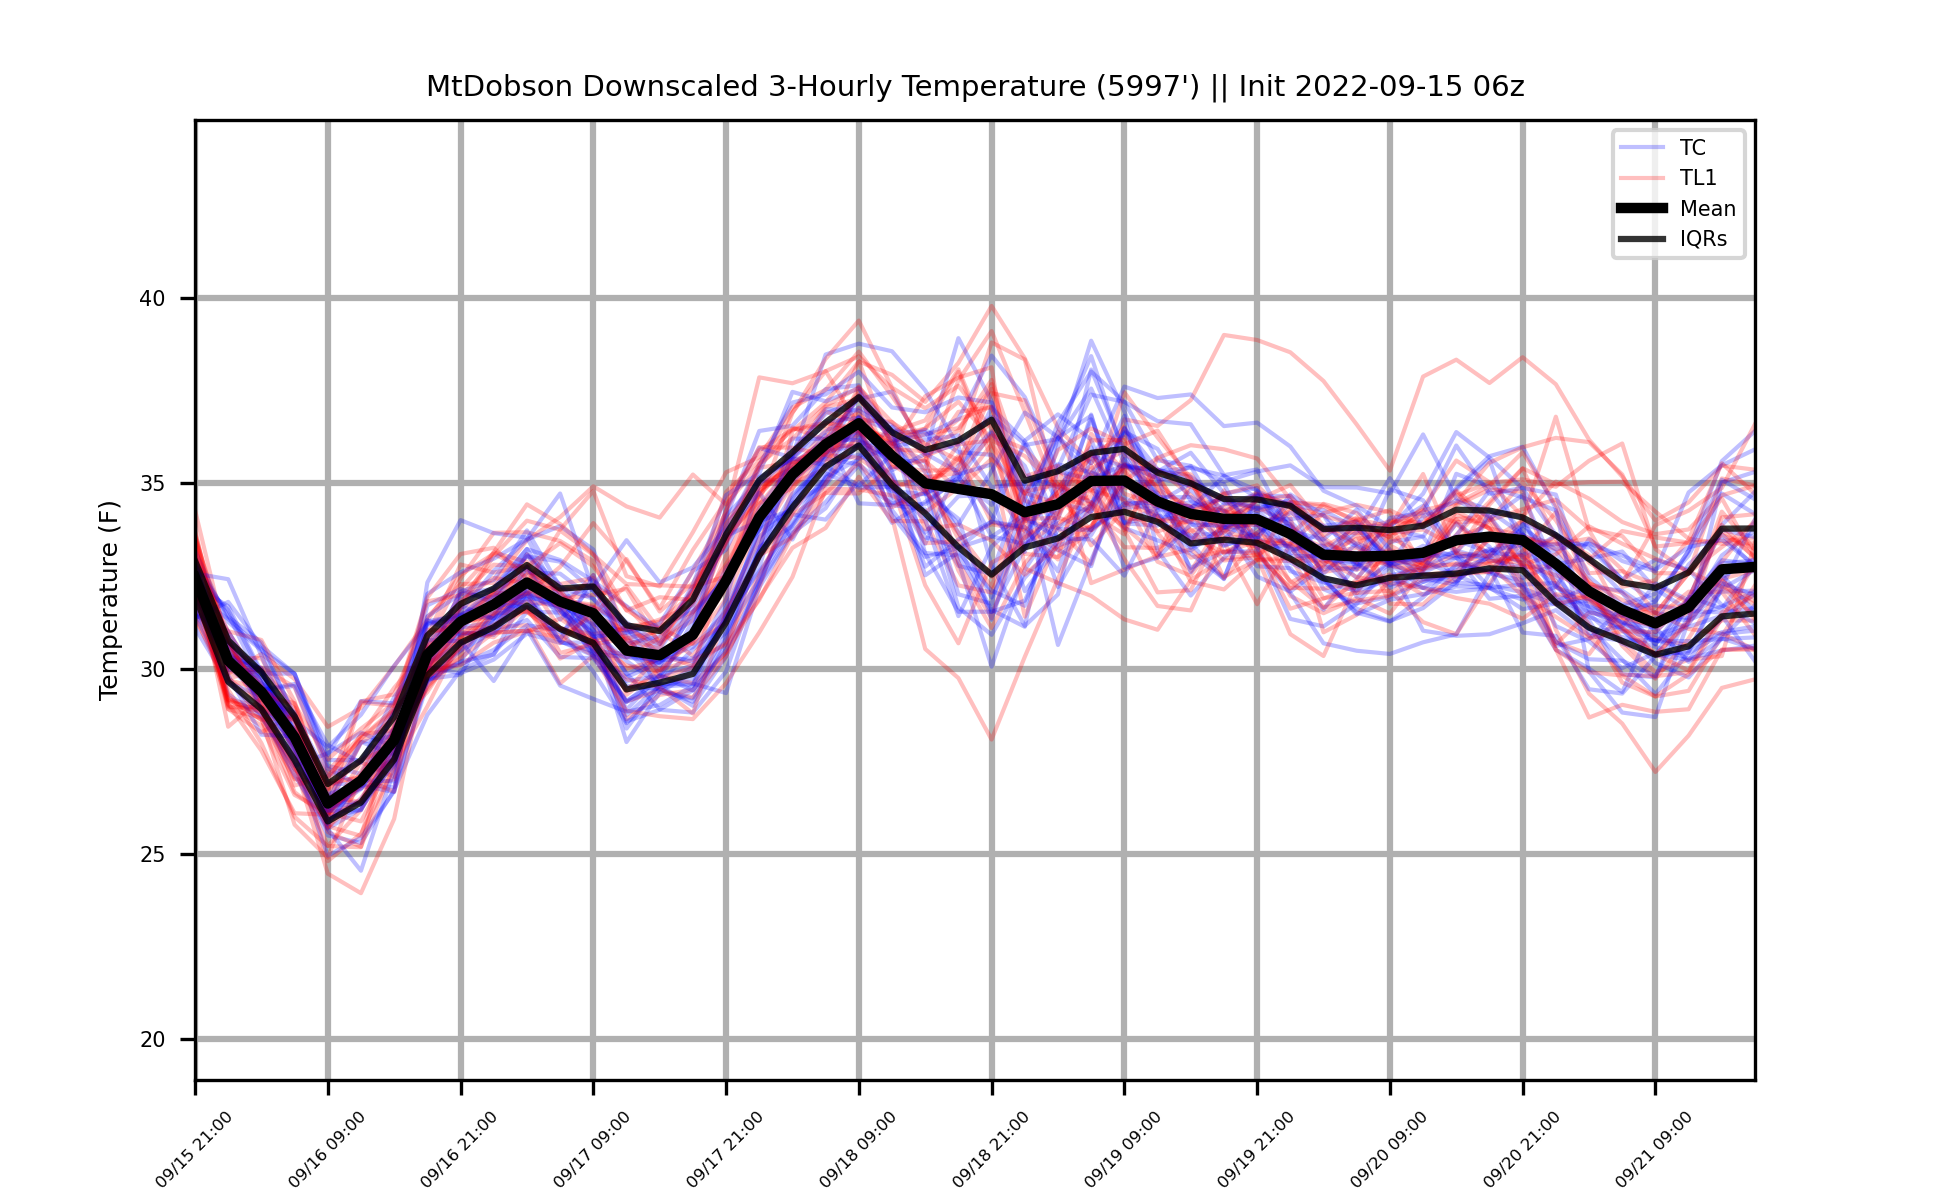 MtDobson Downscaled 3-Hourly Temperature (5997') || Init 2022-09-15 06z
TC
TL1
Mean
IQRs
Temperature (F)
40
35
30
25
20
09/15 21:00
09/16 09:00
09/16 21:00
09/17 09:00
09/17 21:00
09/18 09:00
09/18 21:00
09/19 09:00
09/19 21:00
09/20 09:00
09/20 21:00
09/21 09:00